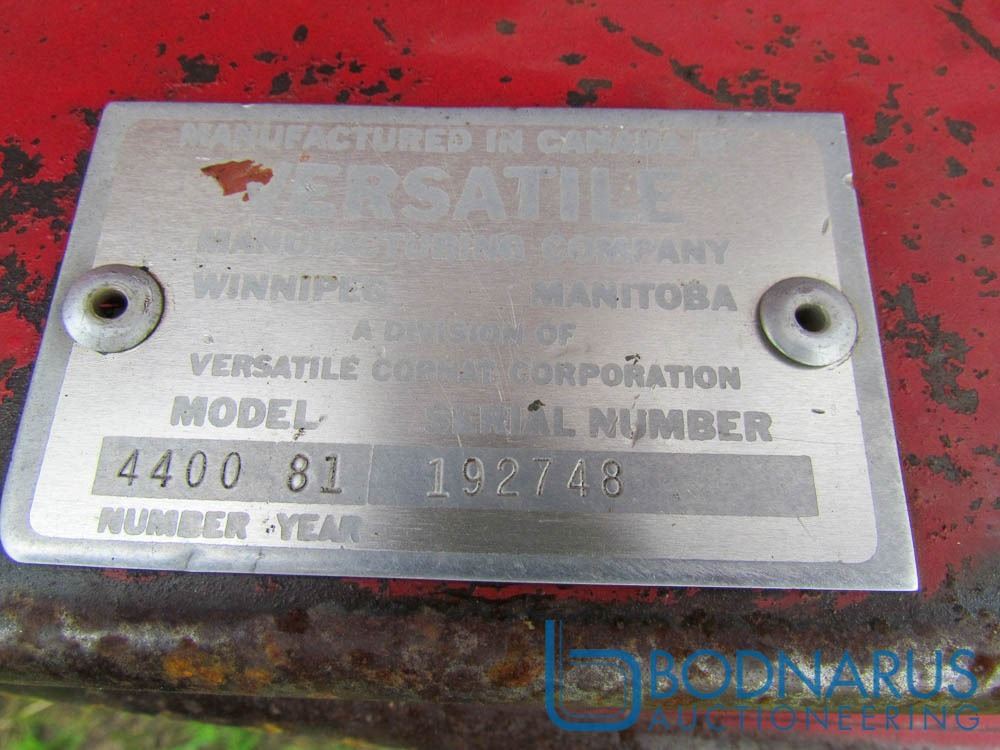 MANUFACTURED IN CANADA BY
VERSATILE
MANUFACTURING COMPANY
WINNIPEG MANITOBA
A DIVISION OF
VERSATILE CORNAT CORPORATION
MODEL SERIAL NUMBER
4400 81 192748
NUMBER YEAR
BODNARUS
AUCTIONEERING